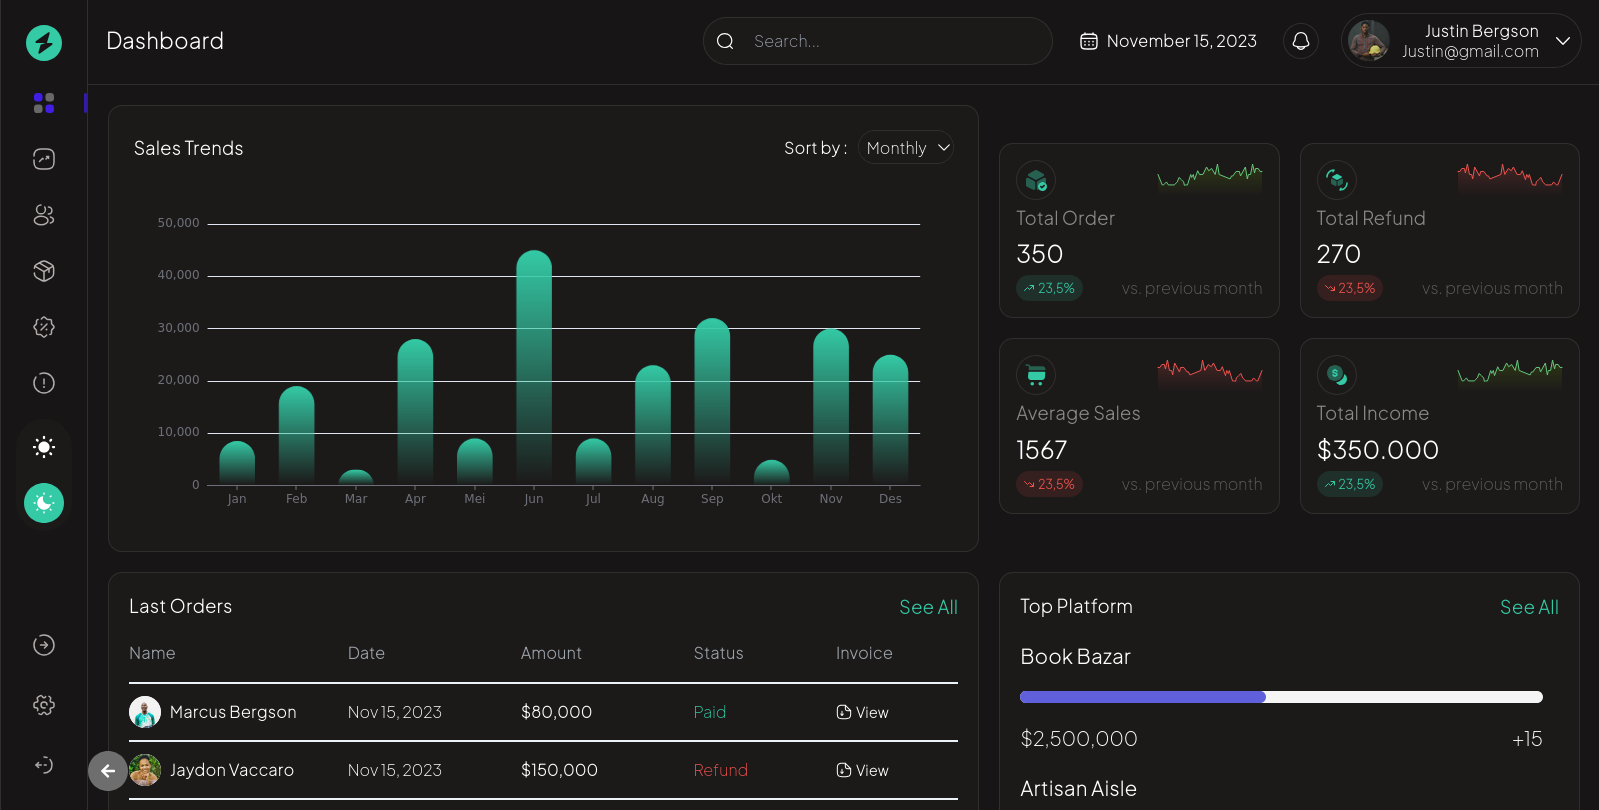 Dashboard
Search...
November 15, 2023
Justin Bergson
Justin@gmail.com
Sales Trends
Sort by :
Monthly
50,000
40,000
30,000
20,000
10,000
0
Jan Feb Mar Apr Mei Jun Jul Aug Sep Okt Nov Des
Total Order
350
23,5%
vs. previous month
Total Refund
270
23,5%
vs. previous month
Average Sales
1567
23,5%
vs. previous month
Total Income
$350.000
23,5%
vs. previous month
Last Orders
See All
Name Date Amount Status Invoice
Marcus Bergson Nov 15, 2023 $80,000 Paid View
Jaydon Vaccaro Nov 15, 2023 $150,000 Refund View
Top Platform
See All
Book Bazar
$2,500,000
+15
Artisan Aisle